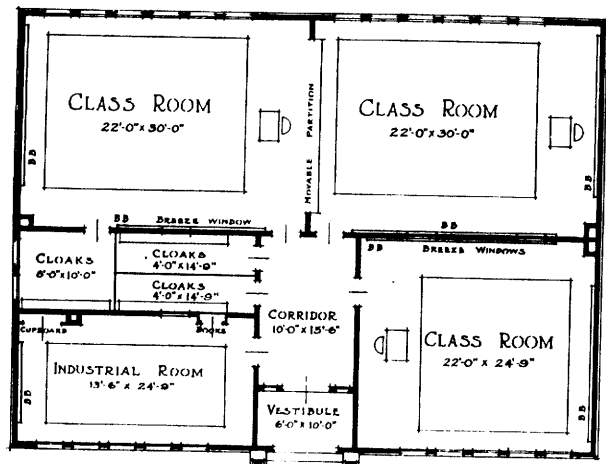 CLASS ROOM
22'-0" X 30'-0"
BB
MOVABLE PARTITION
CLASS ROOM
22'-0" X 30'-0"
BB
BB
BREEZE WINDOW
BB
BREEZE WINDOWS
CLOAKS
6'-0" X 10'-0"
CLOAKS
4'-0" X 14'-9"
CLOAKS
4'-0" X 14'-9"
CORRIDOR
10'-0" X 15'-6"
CLASS ROOM
22'-0" X 24'-9"
BB
CUPBOARD
BOOKS
INDUSTRIAL ROOM
13'-6" X 24'-9"
BB
VESTIBULE
6'-0" X 10'-0"